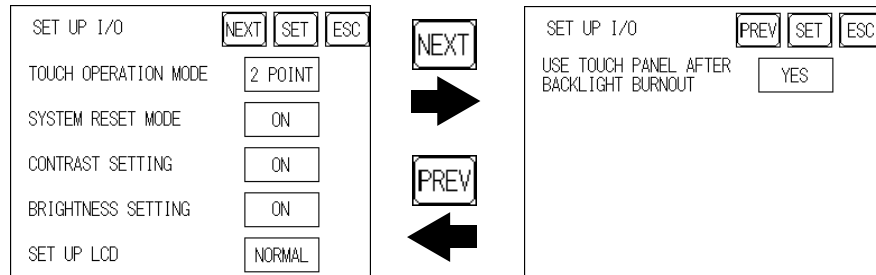 SET UP I/O NEXT SET ESC
TOUCH OPERATION MODE 2 POINT
SYSTEM RESET MODE ON
CONTRAST SETTING ON
BRIGHTNESS SETTING ON
SET UP LCD NORMAL
NEXT
PREV
SET UP I/O PREV SET ESC
USE TOUCH PANEL AFTER
BACKLIGHT BURNOUT YES